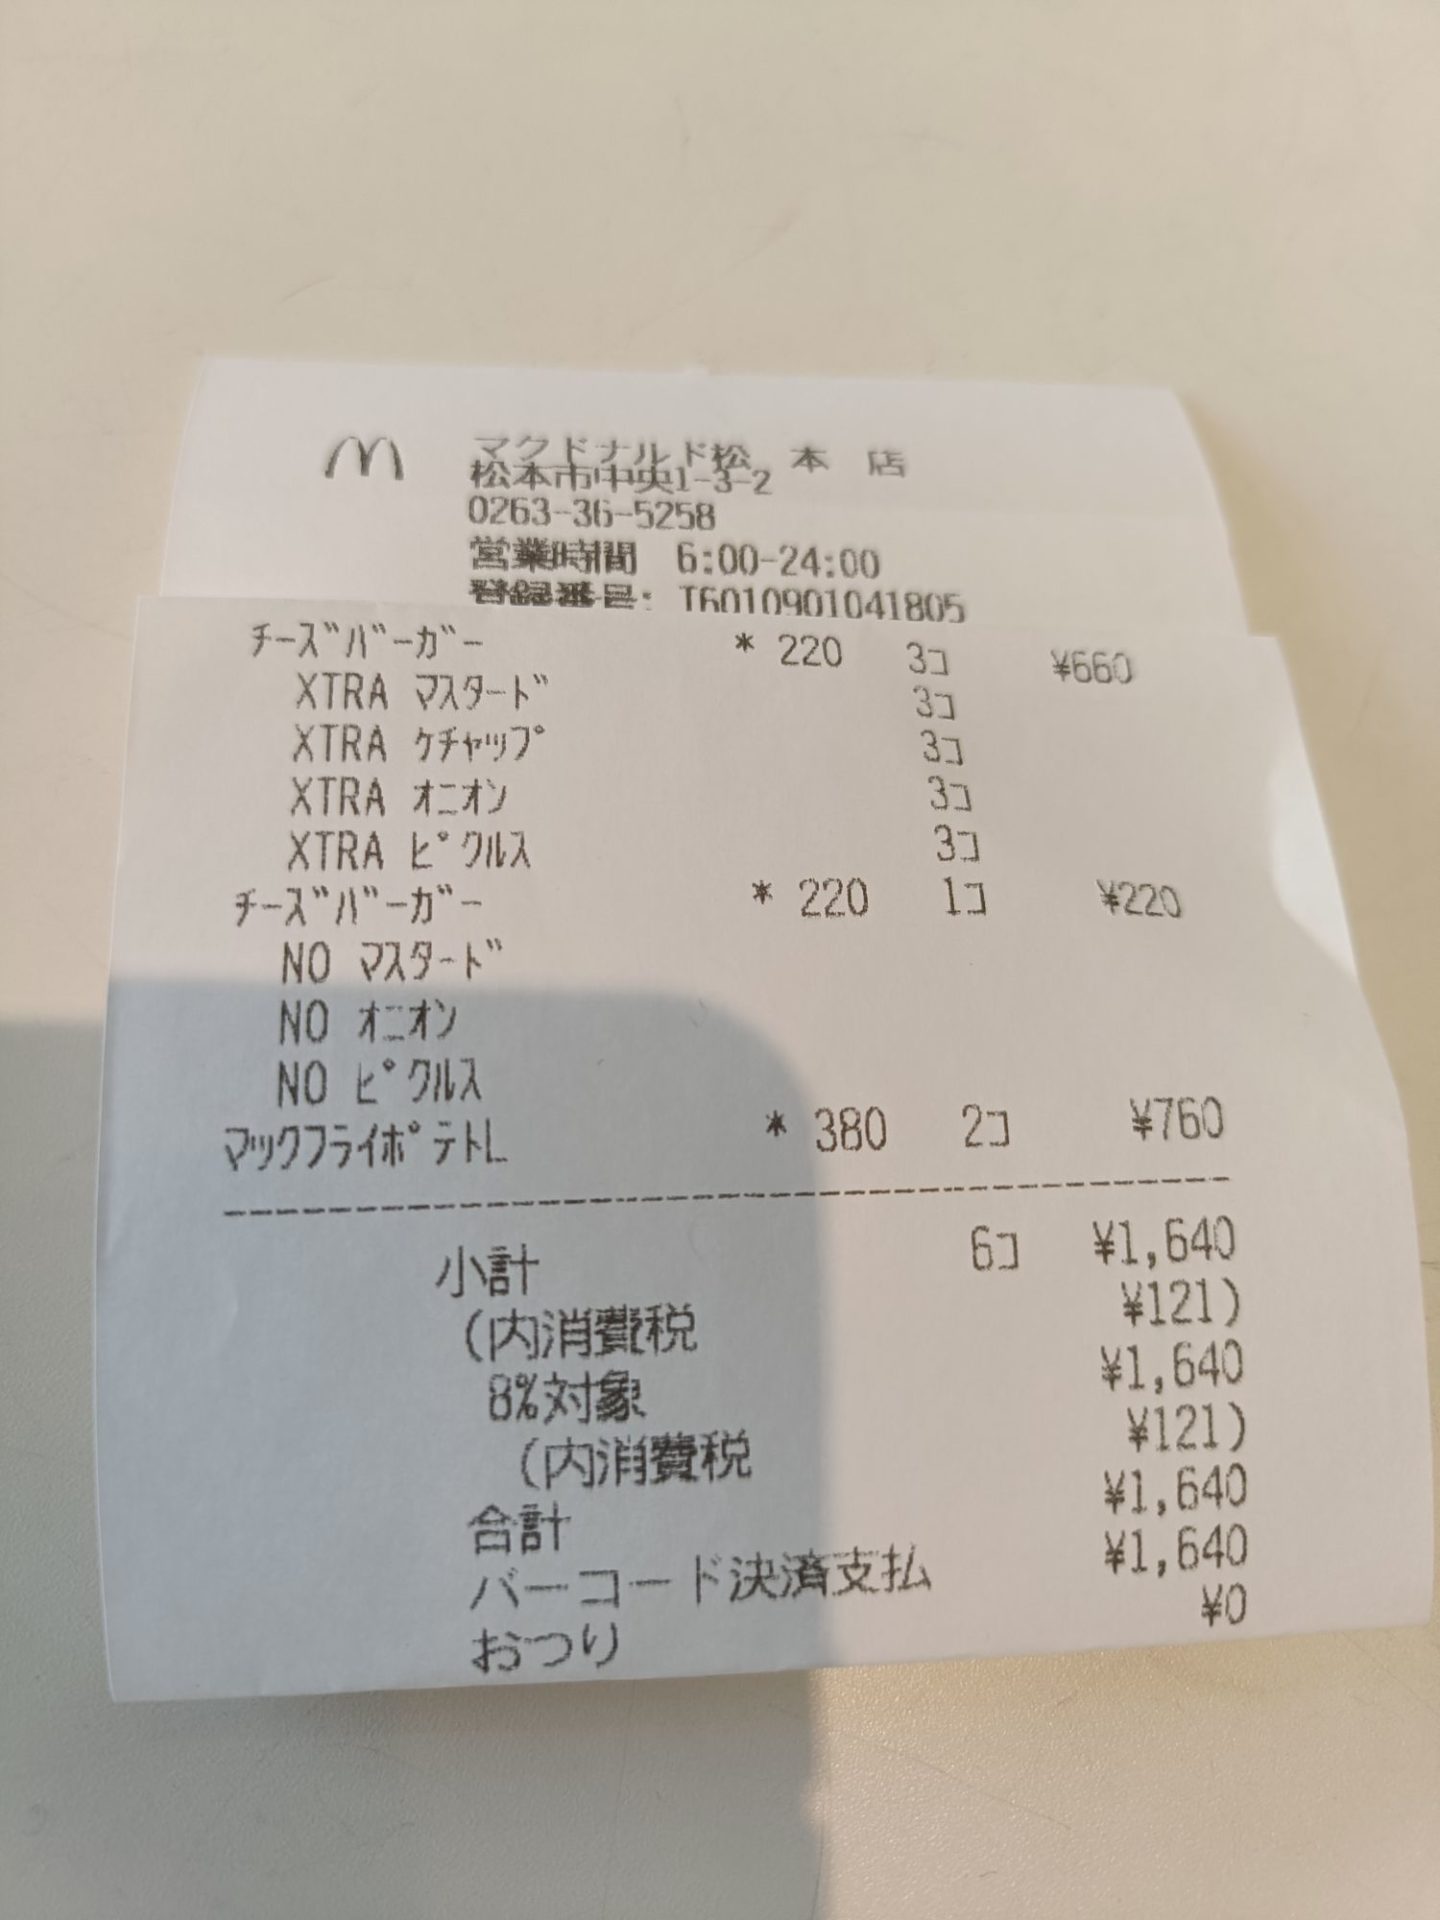 マクドナルド松 本 店
松本市中央1-3-2
0263-36-5258
営業時間 6:00-24:00
登録番号: T6010901041805
ﾁｰｽﾞﾊﾞｰｶﾞｰ * 220 3コ ¥660
XTRA ﾏｽﾀｰﾄﾞ 3コ
XTRA ｹﾁｬｯﾌﾟ 3コ
XTRA ｵﾆｵﾝ 3コ
XTRA ﾋﾟｸﾙｽ 3コ
ﾁｰｽﾞﾊﾞｰｶﾞｰ * 220 1コ ¥220
NO ﾏｽﾀｰﾄﾞ
NO ｵﾆｵﾝ
NO ﾋﾟｸﾙｽ
ﾏｯｸﾌﾗｲﾎﾟﾃﾄL * 380 2コ ¥760
小計 6コ ¥1,640
(内消費税 ¥121)
8%対象 ¥1,640
(内消費税 ¥121)
合計 ¥1,640
バーコード決済支払 ¥1,640
おつり ¥0